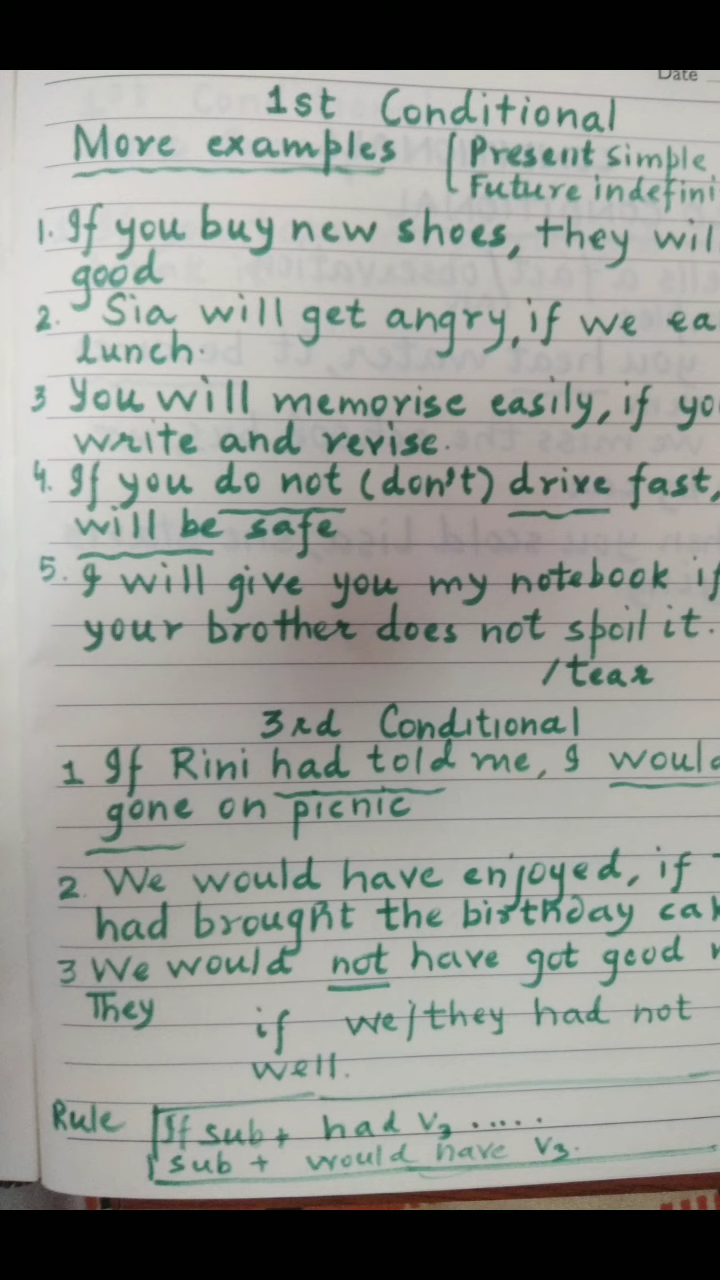 Date
1st Conditional
More examples [Present simple
Future indefini
1. If you buy new shoes, they wil
good
2. Sia will get angry, if we ea
lunch.
3 You will memorise easily, if yo
write and revise.
4. If you do not (don't) drive fast,
will be safe
5. I will give you my notebook if
your brother does not spoil it.
/tear
3rd Conditional
1 If Rini had told me, I would
gone on picnic
2. We would have enjoyed, if
had brought the birthday cak
3 We would not have got good
They if we/they had not
well.
Rule If sub + had V3 .....
sub + would have V3.